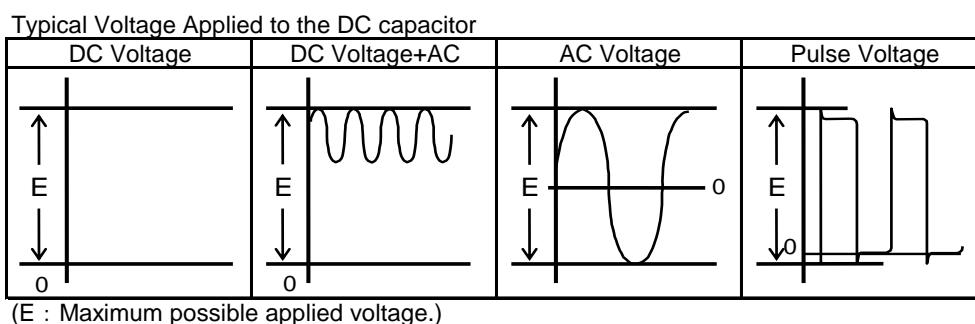 Typical Voltage Applied to the DC capacitor
DC Voltage DC Voltage+AC AC Voltage Pulse Voltage
E E E E
0
0
0 0
(E：Maximum possible applied voltage.)